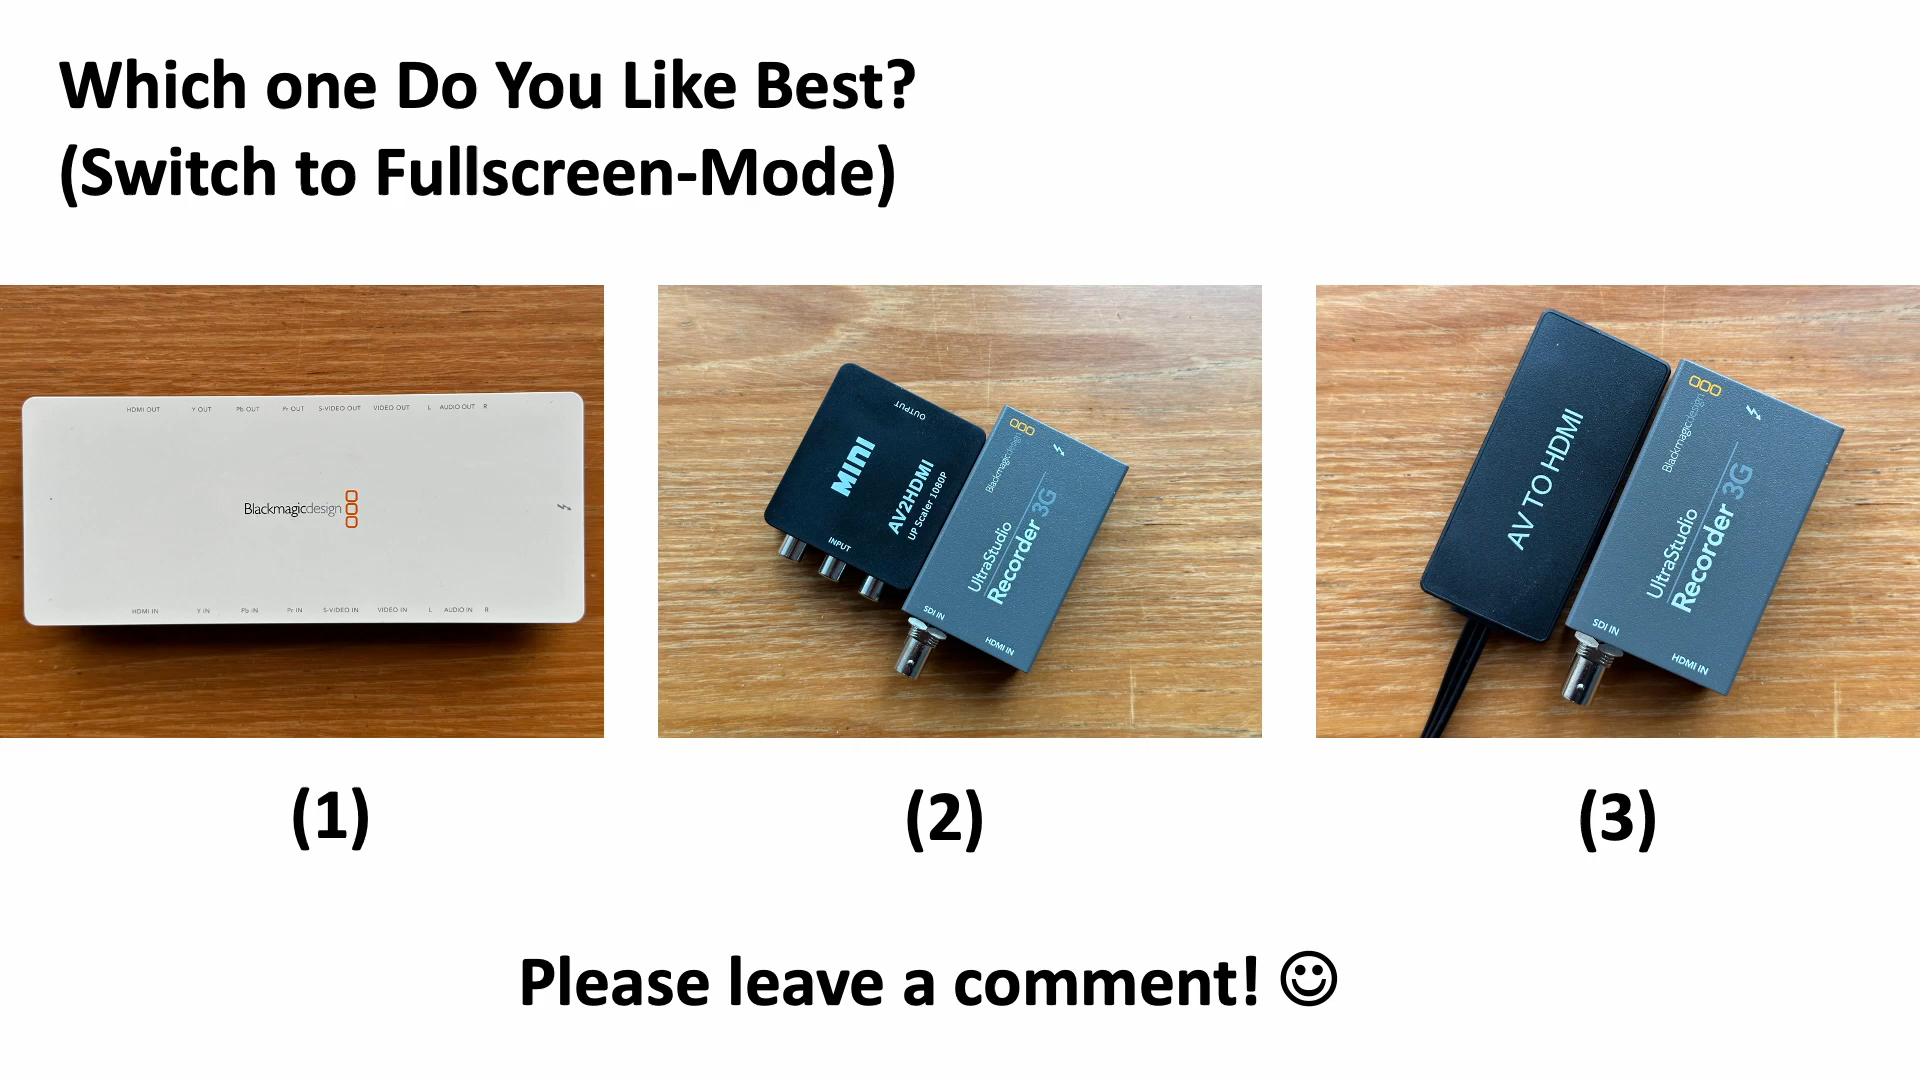 Which one Do You Like Best?
(Switch to Fullscreen-Mode)
HDMI OUT Y OUT Pb OUT Pr OUT S-VIDEO OUT VIDEO OUT L AUDIO OUT R
Blackmagicdesign
HDMI IN Y IN Pb IN Pr IN S-VIDEO IN VIDEO IN L AUDIO IN R
OUTPUT
MINI
AV2HDMI
UP Scaler 1080P
INPUT
Blackmagicdesign
UltraStudio
Recorder 3G
SDI IN
HDMI IN
AV TO HDMI
Blackmagicdesign
UltraStudio
Recorder 3G
SDI IN
HDMI IN
(1)
(2)
(3)
Please leave a comment! ☺